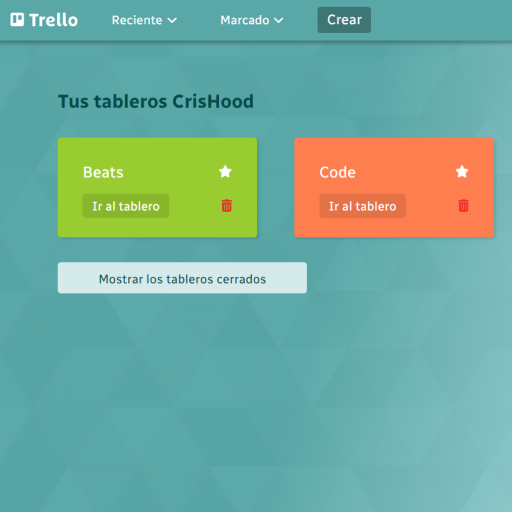 Trello Reciente Marcado Crear
Tus tableros CrisHood
Beats
Ir al tablero
Code
Ir al tablero
Mostrar los tableros cerrados